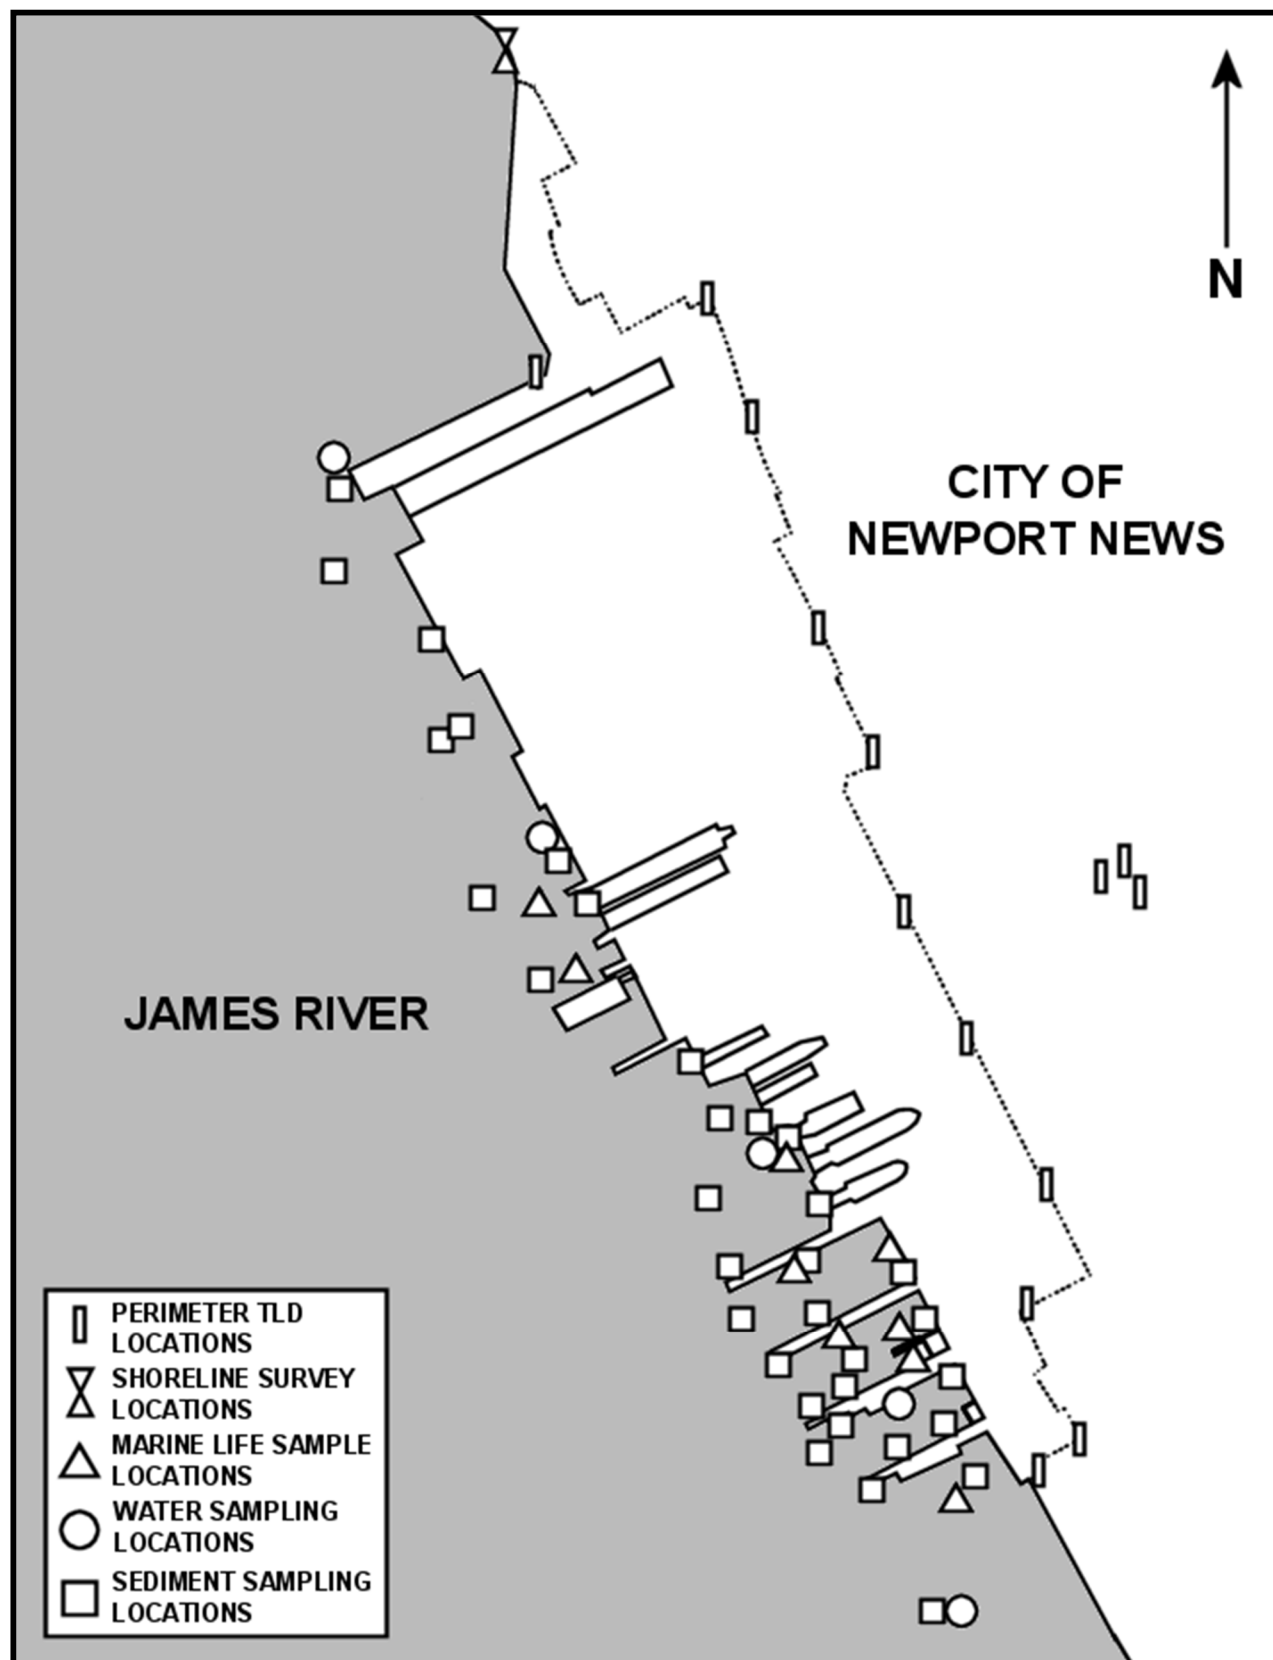 N
CITY OF
NEWPORT NEWS
JAMES RIVER
PERIMETER TLD
LOCATIONS
SHORELINE SURVEY
LOCATIONS
MARINE LIFE SAMPLE
LOCATIONS
WATER SAMPLING
LOCATIONS
SEDIMENT SAMPLING
LOCATIONS